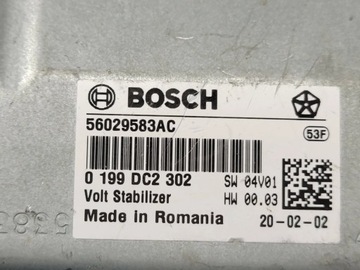 BOSCH
56029583AC
53F
0 199 DC2 302 SW 04V01
Volt Stabilizer HW 00.03
Made in Romania 20-02-02